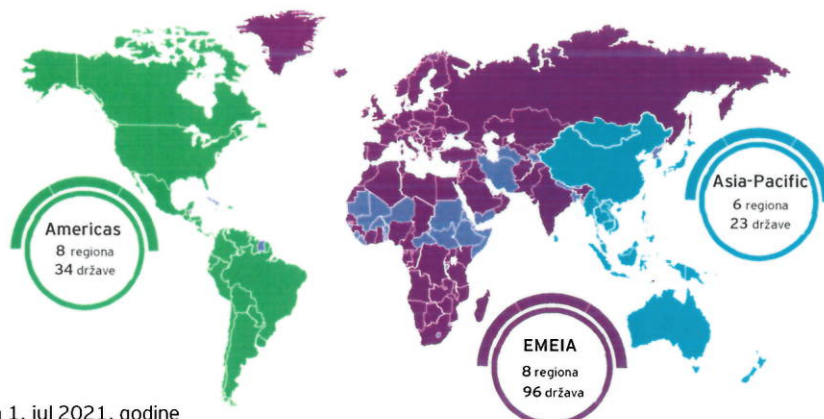 Americas
8 regiona
34 države
Asia-Pacific
6 regiona
23 države
EMEIA
8 regiona
96 država
1. jul 2021. godine